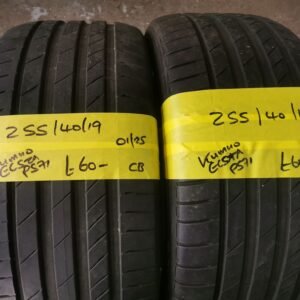 255/40/19
01/25
KUMHO
ECSTA
PS71
£60-
CB
255/40/1
KUMHO
ECSTA
PS71
£6